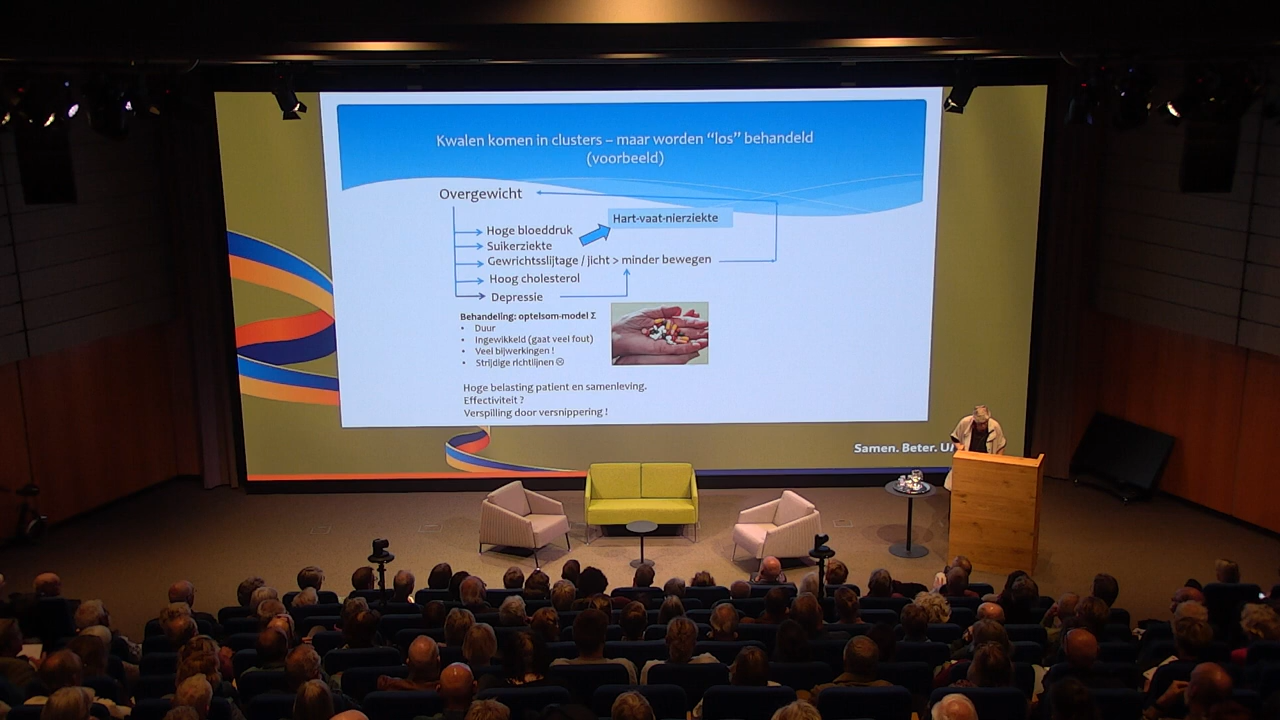 Kwalen komen in clusters – maar worden “los” behandeld
(voorbeeld)
Overgewicht
Hart-vaat-nierziekte
Hoge bloeddruk
Suikerziekte
Gewrichtsslijtage / jicht > minder bewegen
Hoog cholesterol
Depressie
Behandeling: optelsom-model Σ
• Duur
• Ingewikkeld (gaat veel fout)
• Veel bijwerkingen !
• Strijdige richtlijnen ☹
Hoge belasting patient en samenleving.
Effectiviteit ?
Verspilling door versnippering !
Samen. Beter.